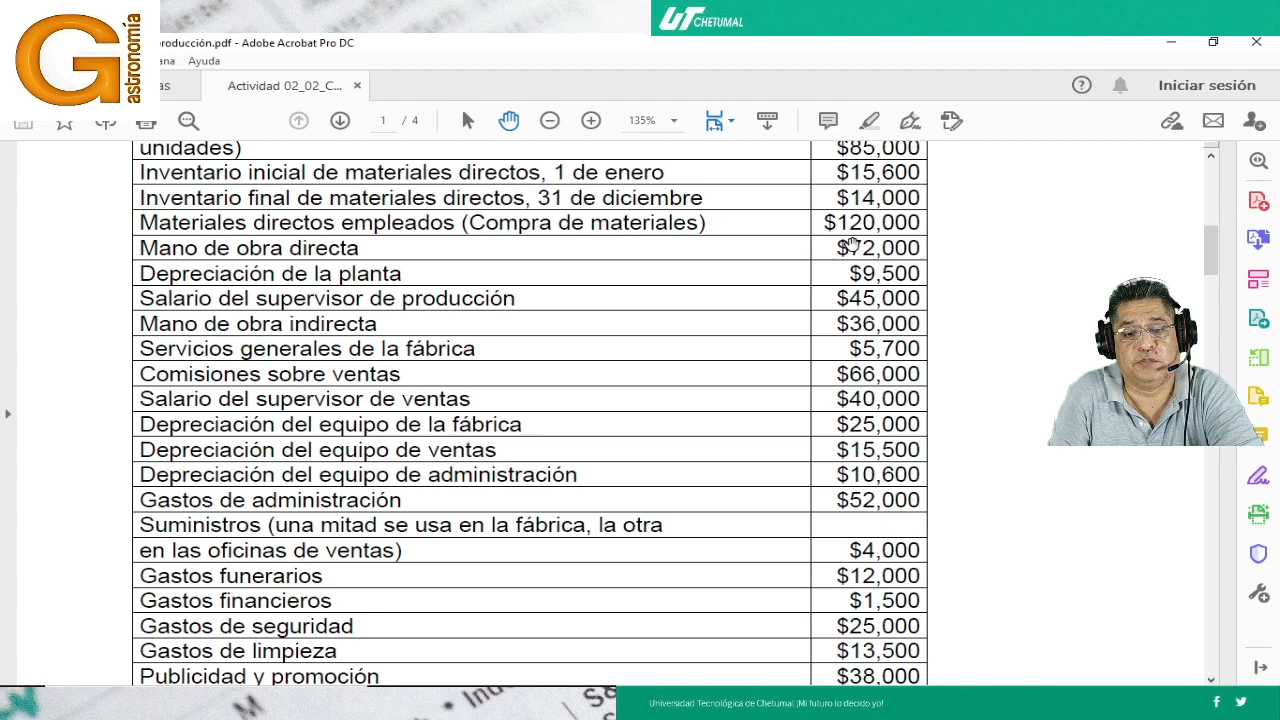 Gastronomía
UT CHETUMAL
roducción.pdf - Adobe Acrobat Pro DC
ana Ayuda
as
Actividad 02_02_C... ×
Iniciar sesión
1 / 4
135%
unidades) $85,000
Inventario inicial de materiales directos, 1 de enero $15,600
Inventario final de materiales directos, 31 de diciembre $14,000
Materiales directos empleados (Compra de materiales) $120,000
Mano de obra directa $72,000
Depreciación de la planta $9,500
Salario del supervisor de producción $45,000
Mano de obra indirecta $36,000
Servicios generales de la fábrica $5,700
Comisiones sobre ventas $66,000
Salario del supervisor de ventas $40,000
Depreciación del equipo de la fábrica $25,000
Depreciación del equipo de ventas $15,500
Depreciación del equipo de administración $10,600
Gastos de administración $52,000
Suministros (una mitad se usa en la fábrica, la otra
en las oficinas de ventas) $4,000
Gastos funerarios $12,000
Gastos financieros $1,500
Gastos de seguridad $25,000
Gastos de limpieza $13,500
Publicidad y promoción $38,000
Universidad Tecnológica de Chetumal ¡Mi futuro lo decido yo!